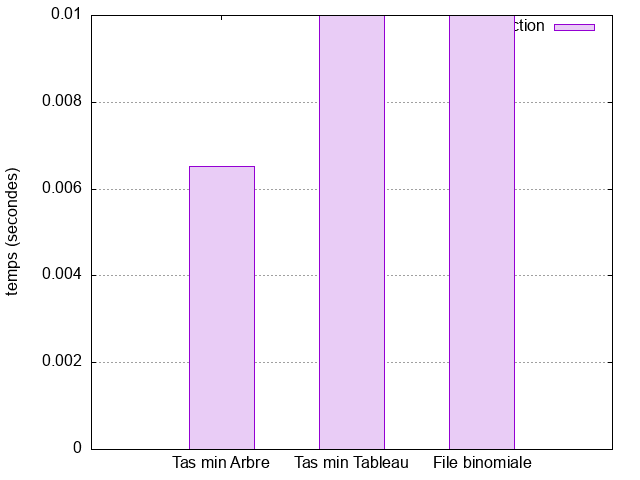 0.01
0.008
0.006
0.004
0.002
0
temps (secondes)
Tas min Arbre
Tas min Tableau
File binomiale